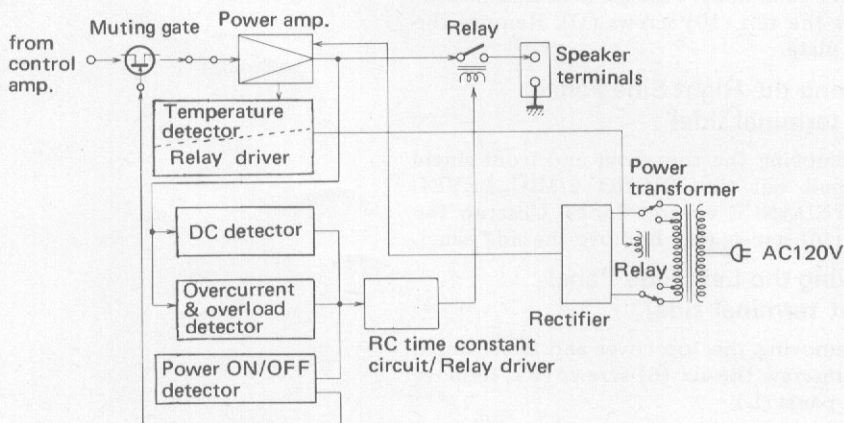 Power amp.
Muting gate
Relay
from
control
amp.
Speaker
terminals
Temperature
detector
Relay driver
Power
transformer
DC detector
AC120V
Relay
Overcurrent
& overload
detector
Rectifier
RC time constant
circuit/Relay driver
Power ON/OFF
detector